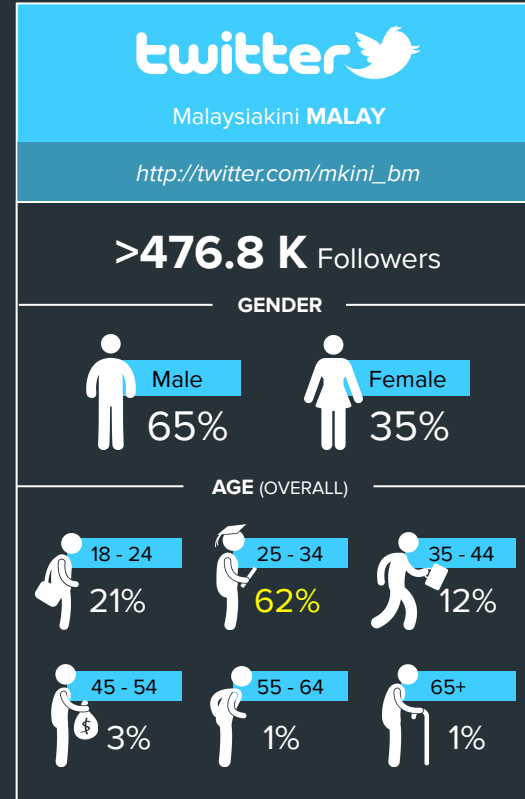 twitter
Malaysiakini MALAY
http://twitter.com/mkini_bm
>476.8 K Followers
GENDER
Male
Female
65%
35%
AGE (OVERALL)
18 - 24
25 - 34
35 - 44
21%
62%
12%
45 - 54
55 - 64
65+
$
3%
1%
1%